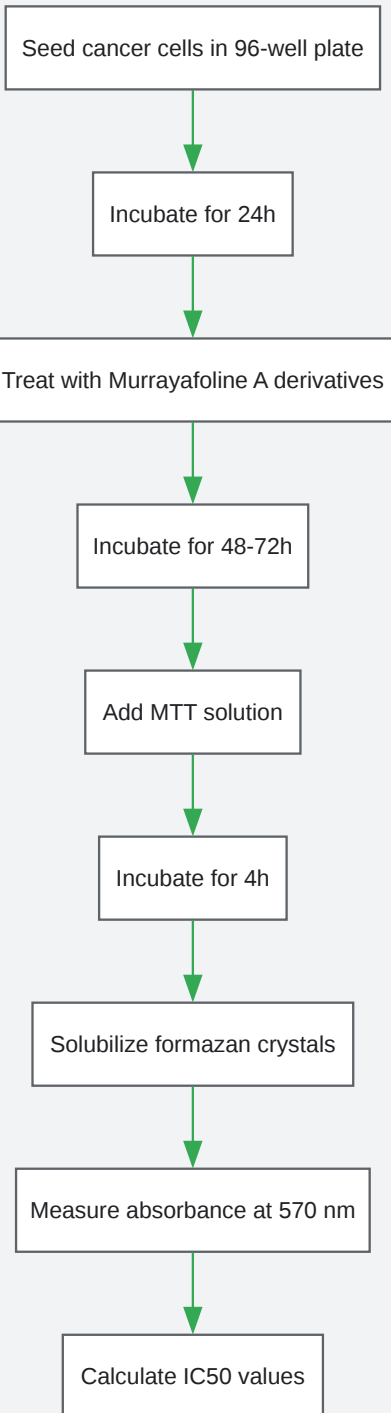 Seed cancer cells in 96-well plate
Incubate for 24h
Treat with Murrayafoline A derivatives
Incubate for 48-72h
Add MTT solution
Incubate for 4h
Solubilize formazan crystals
Measure absorbance at 570 nm
Calculate IC50 values